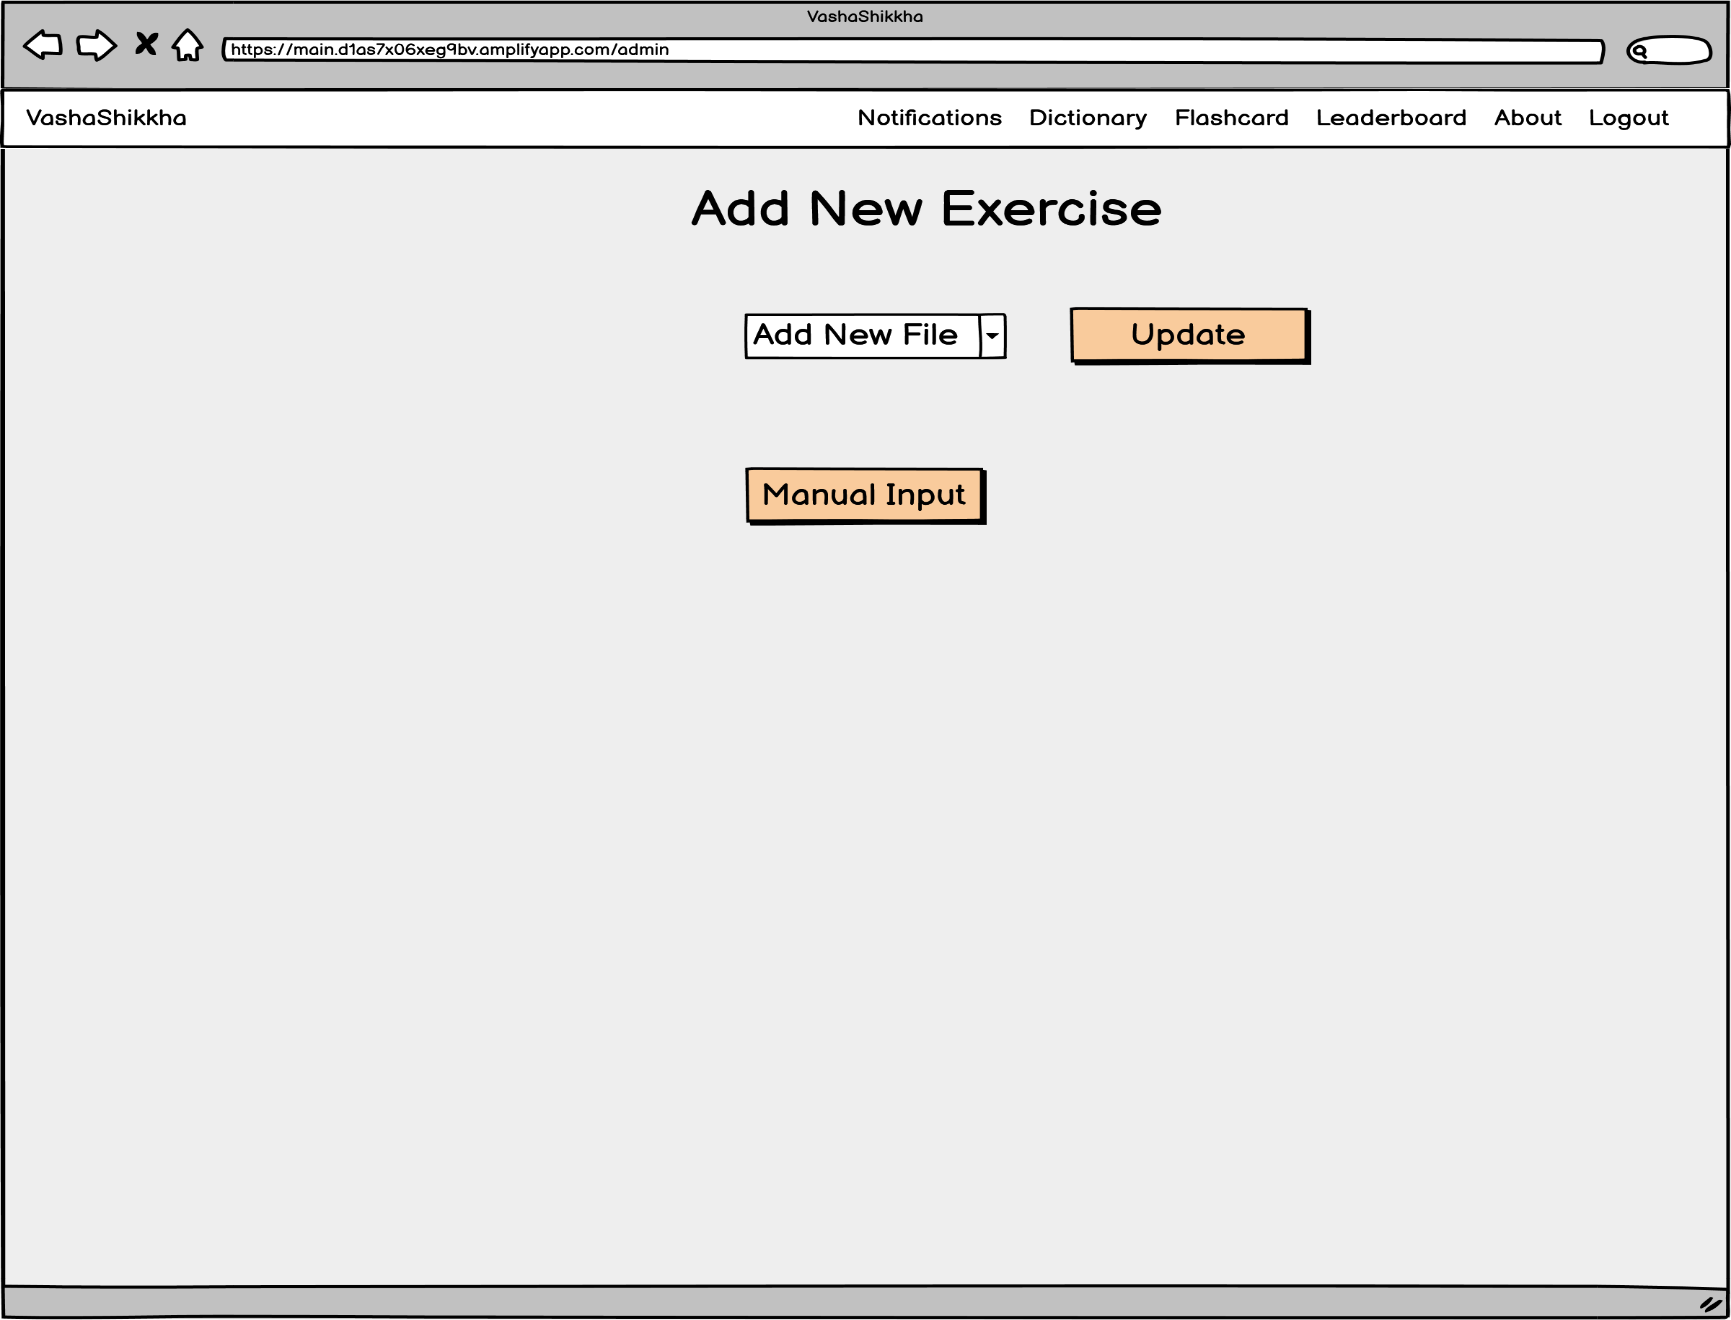 VashaShikkha
https://main.d1as7x06xeg9bv.amplifyapp.com/admin
VashaShikkha Notifications Dictionary Flashcard Leaderboard About Logout
Add New Exercise
Add New File Update
Manual Input